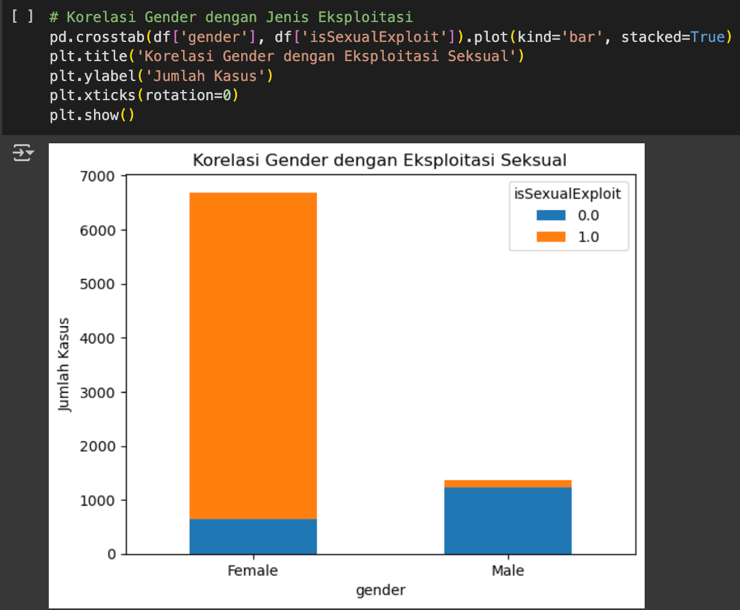 [ ] # Korelasi Gender dengan Jenis Eksploitasi
pd.crosstab(df['gender'], df['isSexualExploit']).plot(kind='bar', stacked=True)
plt.title('Korelasi Gender dengan Eksploitasi Seksual')
plt.ylabel('Jumlah Kasus')
plt.xticks(rotation=0)
plt.show()
Korelasi Gender dengan Eksploitasi Seksual
7000
6000
5000
4000
3000
2000
1000
0
Jumlah Kasus
isSexualExploit
0.0
1.0
Female Male
gender